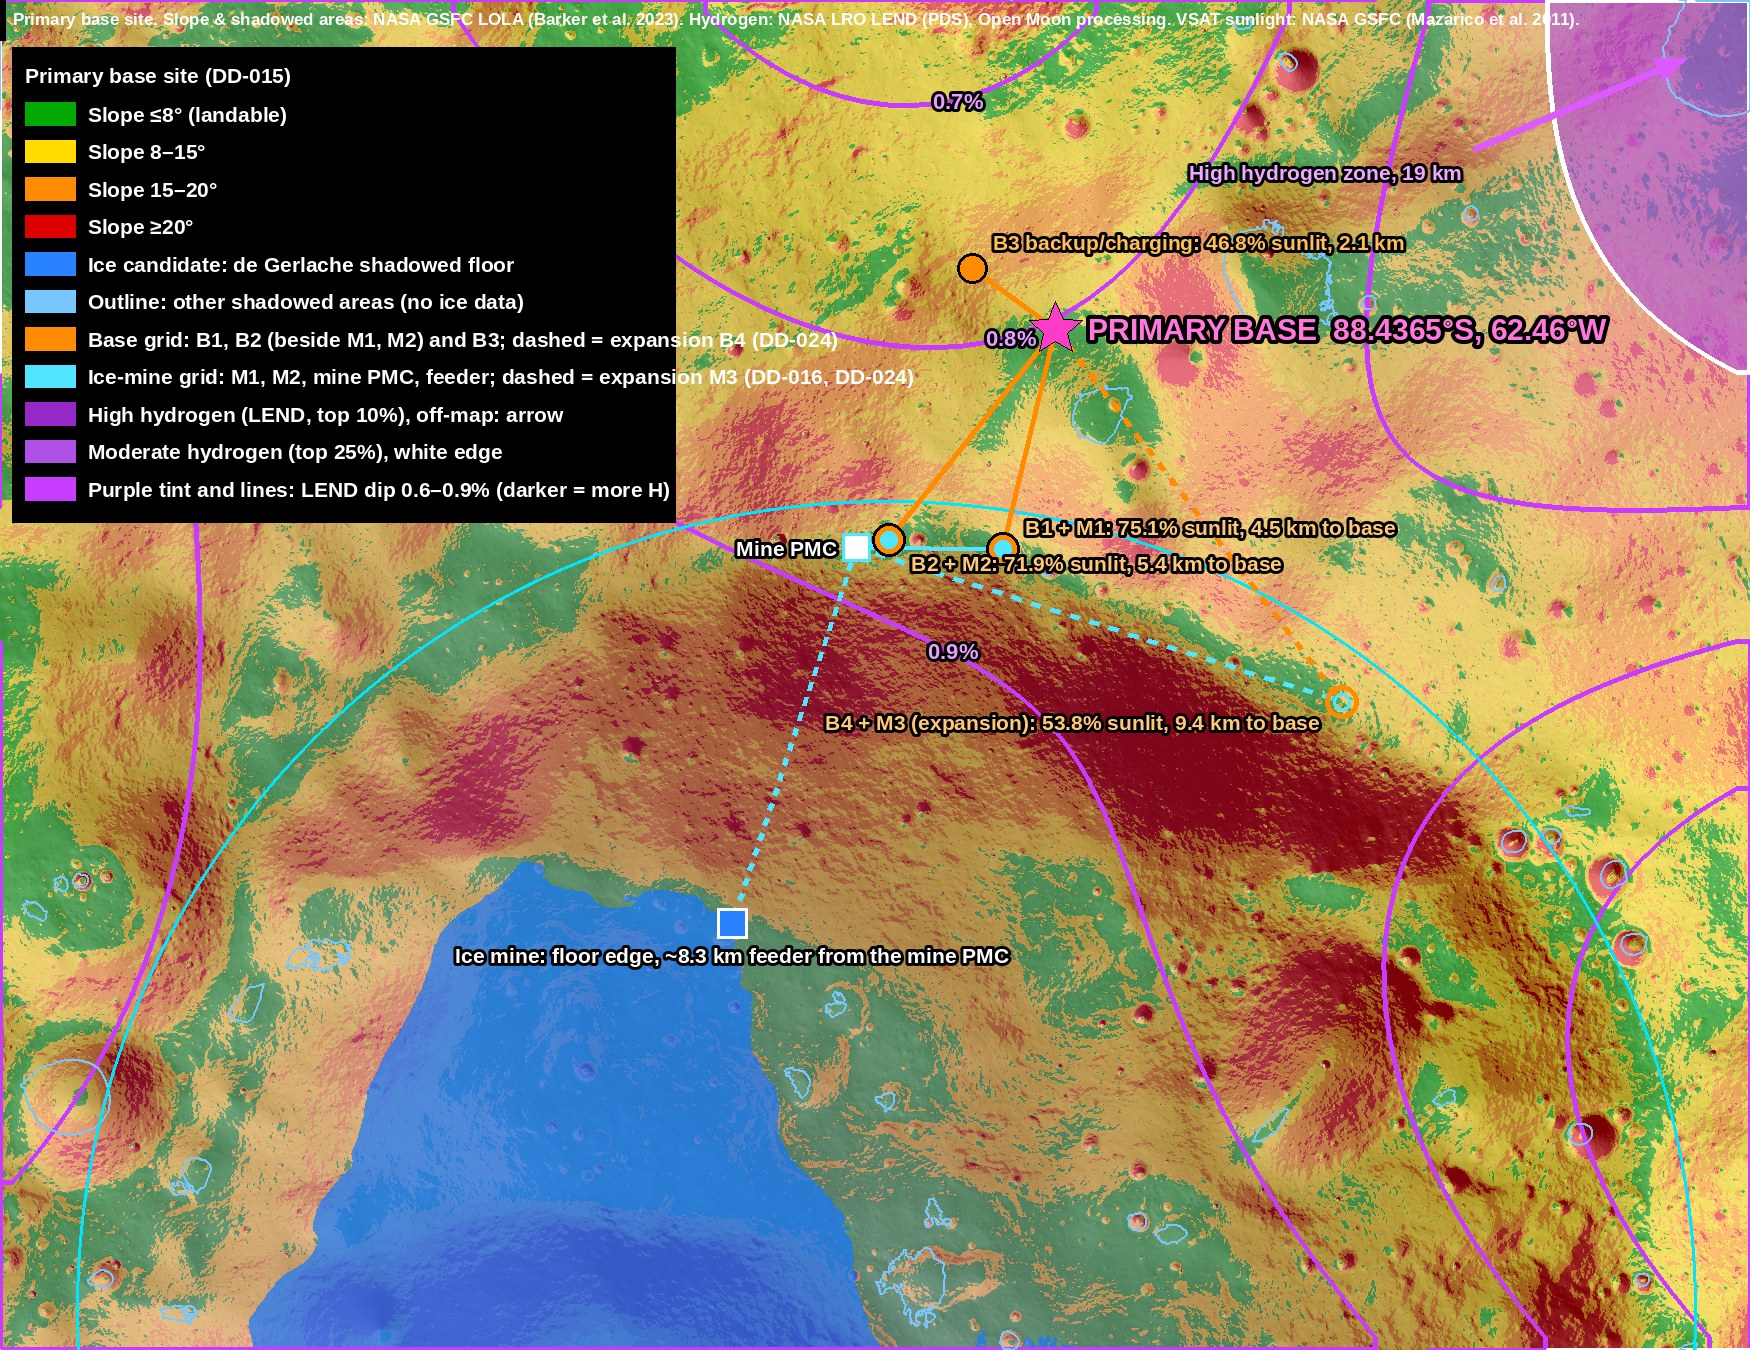 Primary base site. Slope & shadowed areas: NASA GSFC LOLA (Barker et al. 2023). Hydrogen: NASA LRO LEND (PDS), Open Moon processing. VSAT sunlight: NASA GSFC (Mazarico et al. 2011).
Primary base site (DD-015)
Slope ≤8° (landable)
Slope 8–15°
Slope 15–20°
Slope ≥20°
Ice candidate: de Gerlache shadowed floor
Outline: other shadowed areas (no ice data)
Base grid: B1, B2 (beside M1, M2) and B3; dashed = expansion B4 (DD-024)
Ice-mine grid: M1, M2, mine PMC, feeder; dashed = expansion M3 (DD-016, DD-024)
High hydrogen (LEND, top 10%), off-map: arrow
Moderate hydrogen (top 25%), white edge
Purple tint and lines: LEND dip 0.6–0.9% (darker = more H)
0.7%
High hydrogen zone, 19 km
B3 backup/charging: 46.8% sunlit, 2.1 km
0.8%
PRIMARY BASE 88.4365°S, 62.46°W
B1 + M1: 75.1% sunlit, 4.5 km to base
Mine PMC
B2 + M2: 71.9% sunlit, 5.4 km to base
0.9%
B4 + M3 (expansion): 53.8% sunlit, 9.4 km to base
Ice mine: floor edge, ~8.3 km feeder from the mine PMC